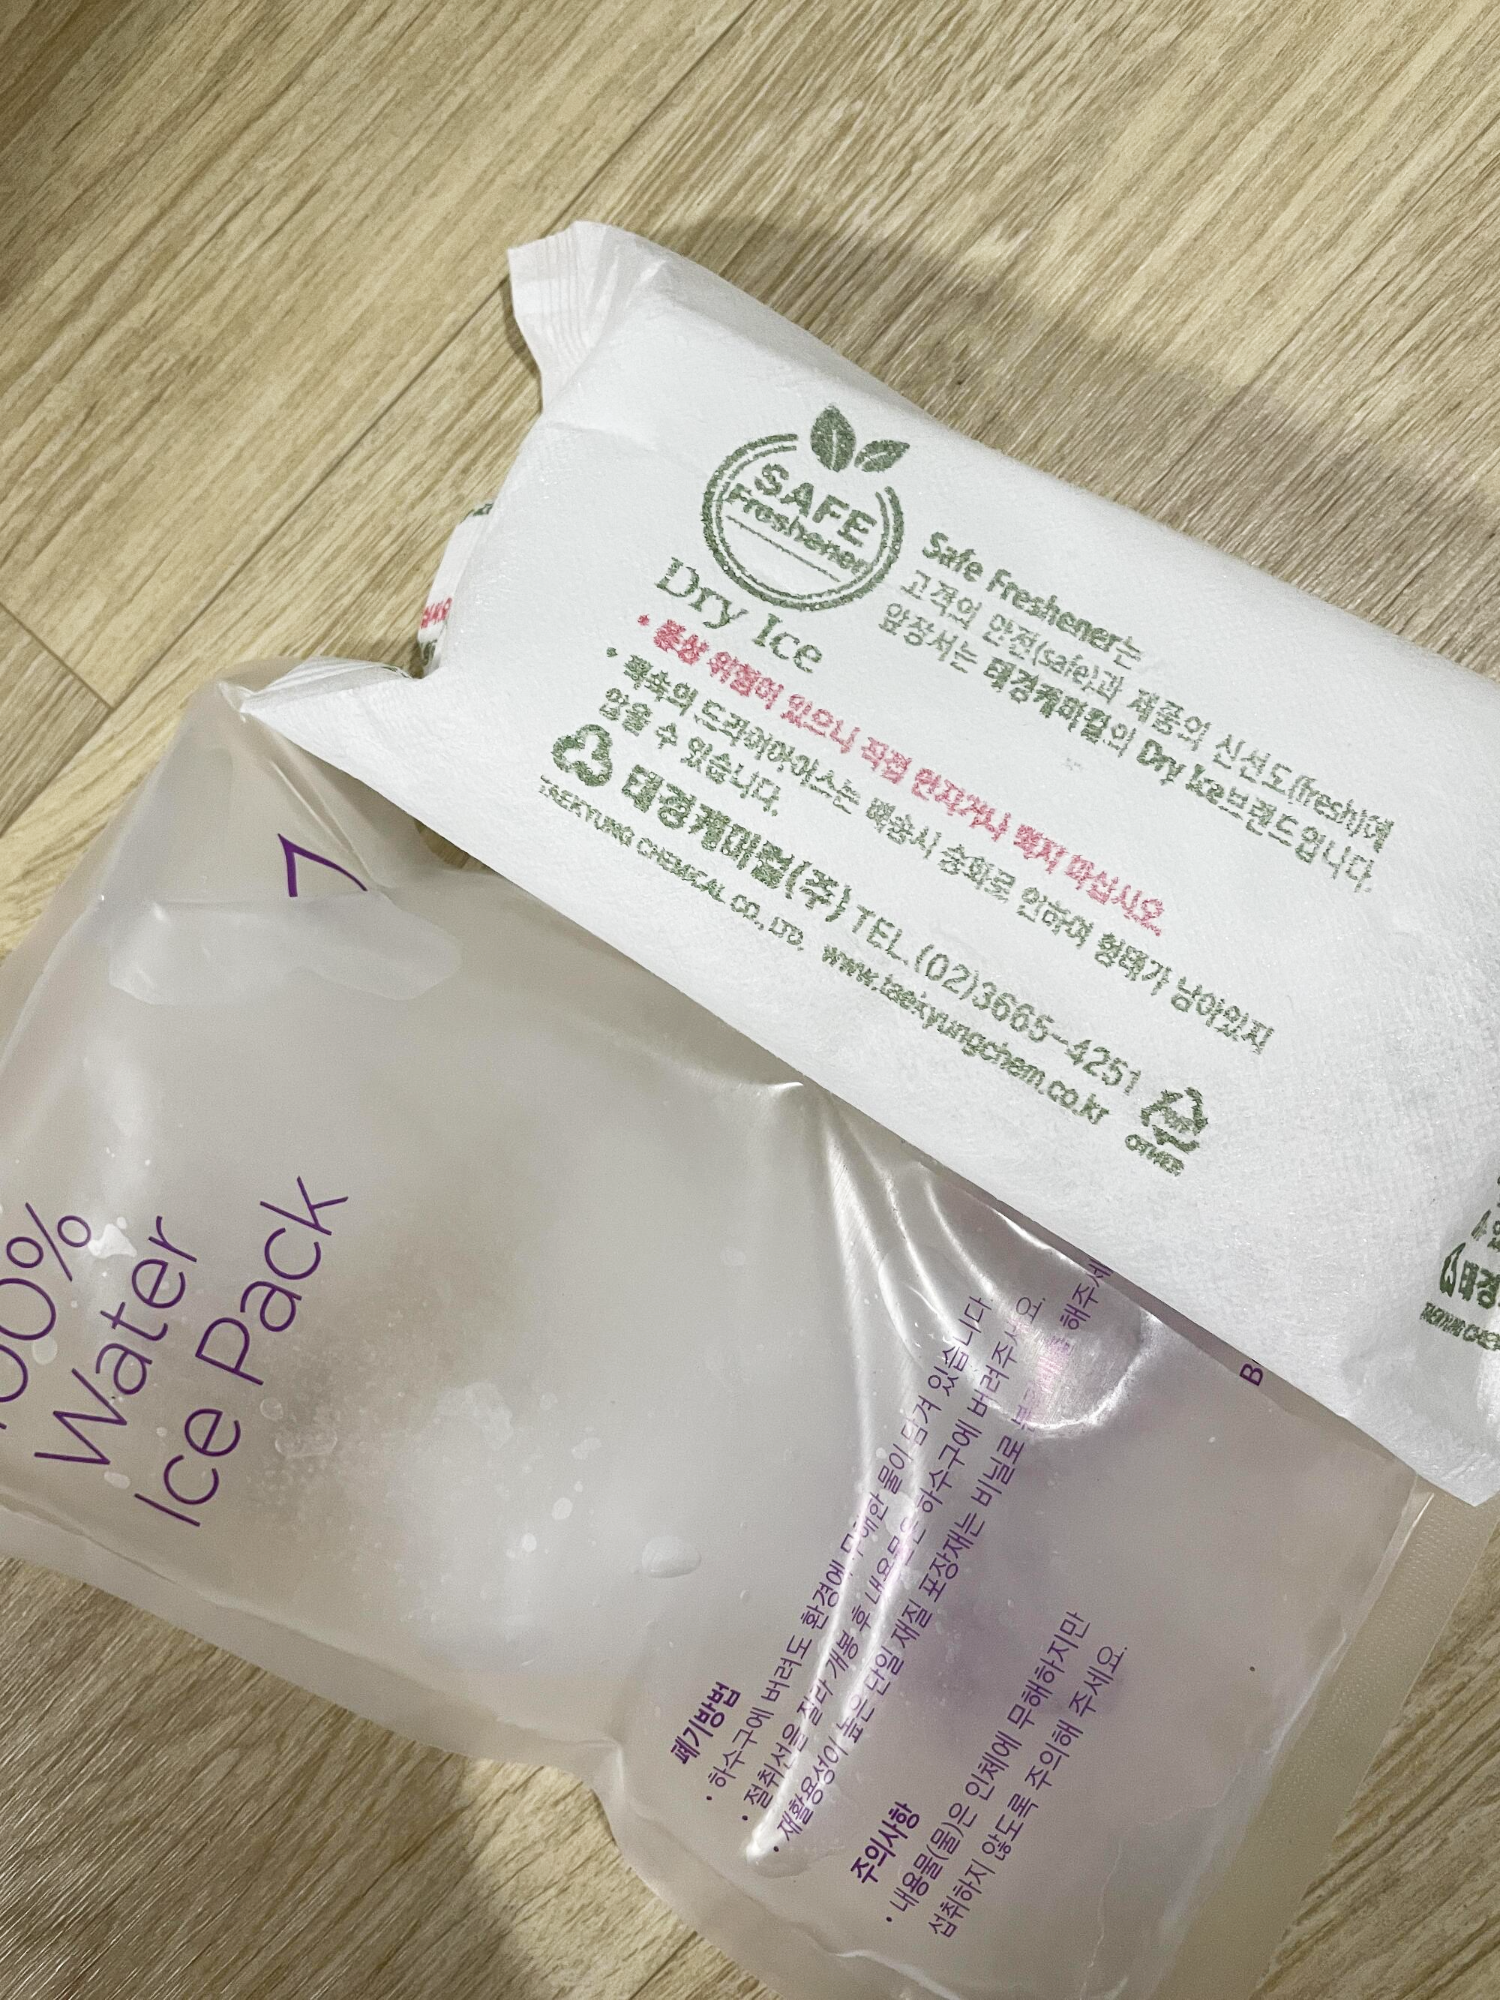 SAFE
Freshener
Dry Ice
Safe Freshener는
고객의 안전(safe)과 제품의 신선도(fresh)에
앞장서는 태경케미컬의 Dry Ice브랜드입니다.
• 동상 위험이 있으니 직접 만지거나 먹지 마십시오
• 팩속의 드라이아이스는 배송시 승화로 인하여 형태가 남아있지
않을 수 있습니다.
태경케미컬(주) TEL.(02)3665-4251
TAEKYUNG CHEMICAL CO., LTD. www.taekyungchem.co.kr
OTHER
태경
100%
Water
Ice Pack
폐기방법
• 하수구에 버려도 환경에 무해한 물이 담겨 있습니다.
• 절취선을 잘라 개봉 후 내용물은 하수구에 버려주세요.
• 재활용성이 높은 단일 재질 포장재는 비닐로 해주세
주의사항
• 내용물(물)은 인체에 무해하지만
섭취하지 않도록 주의해 주세요.